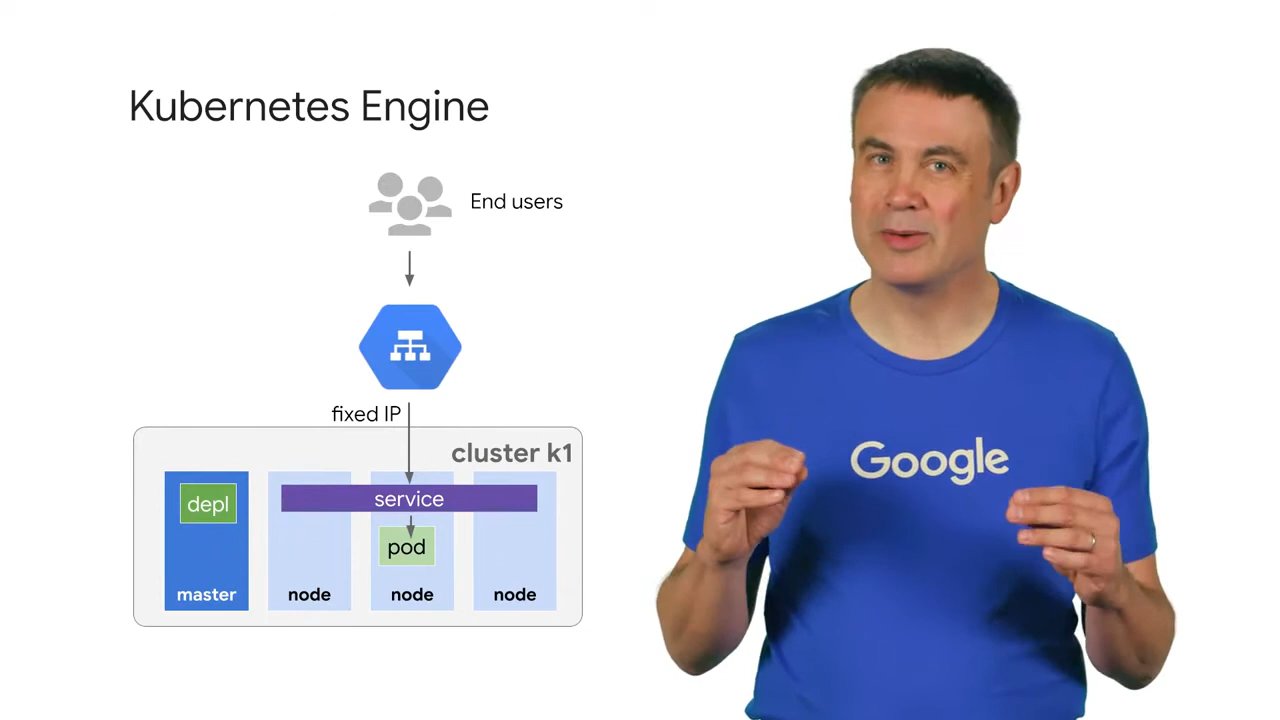 Kubernetes Engine
End users
fixed IP
cluster k1
depl
service
pod
master
node
node
node
Google